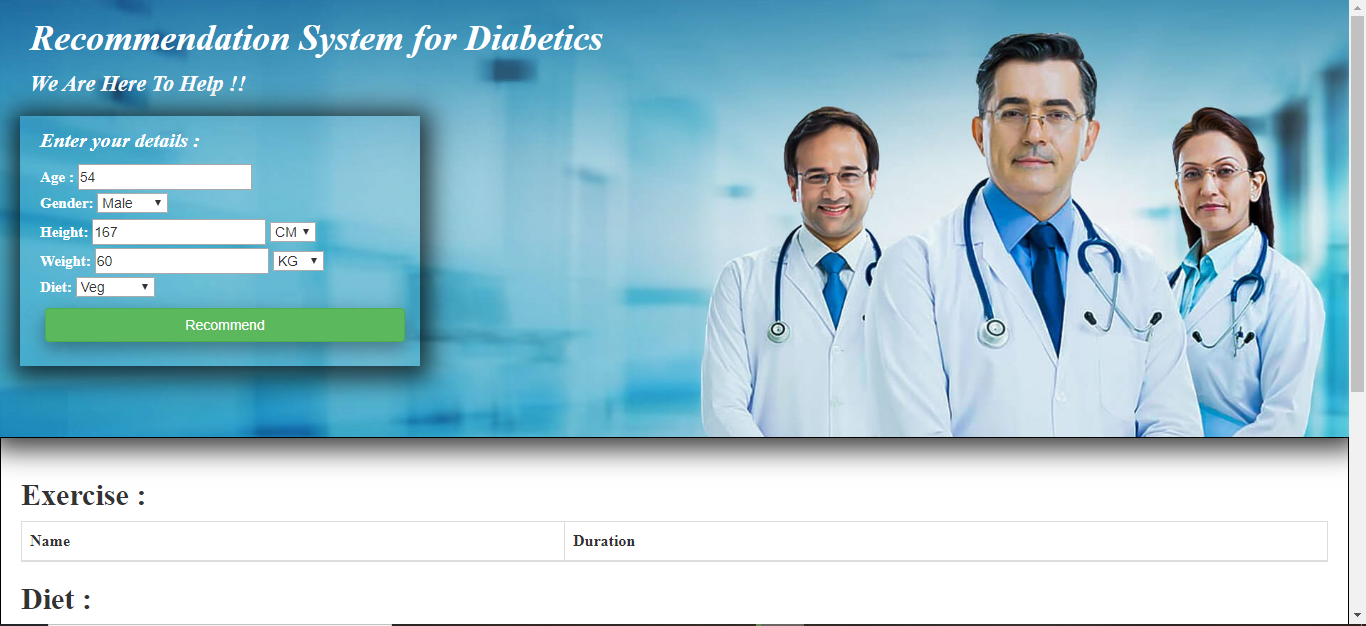 Recommendation System for Diabetics
We Are Here To Help !!
Enter your details :
Age : 54
Gender: Male
Height: 167 CM
Weight: 60 KG
Diet: Veg
Recommend
Exercise :
Name Duration
Diet :